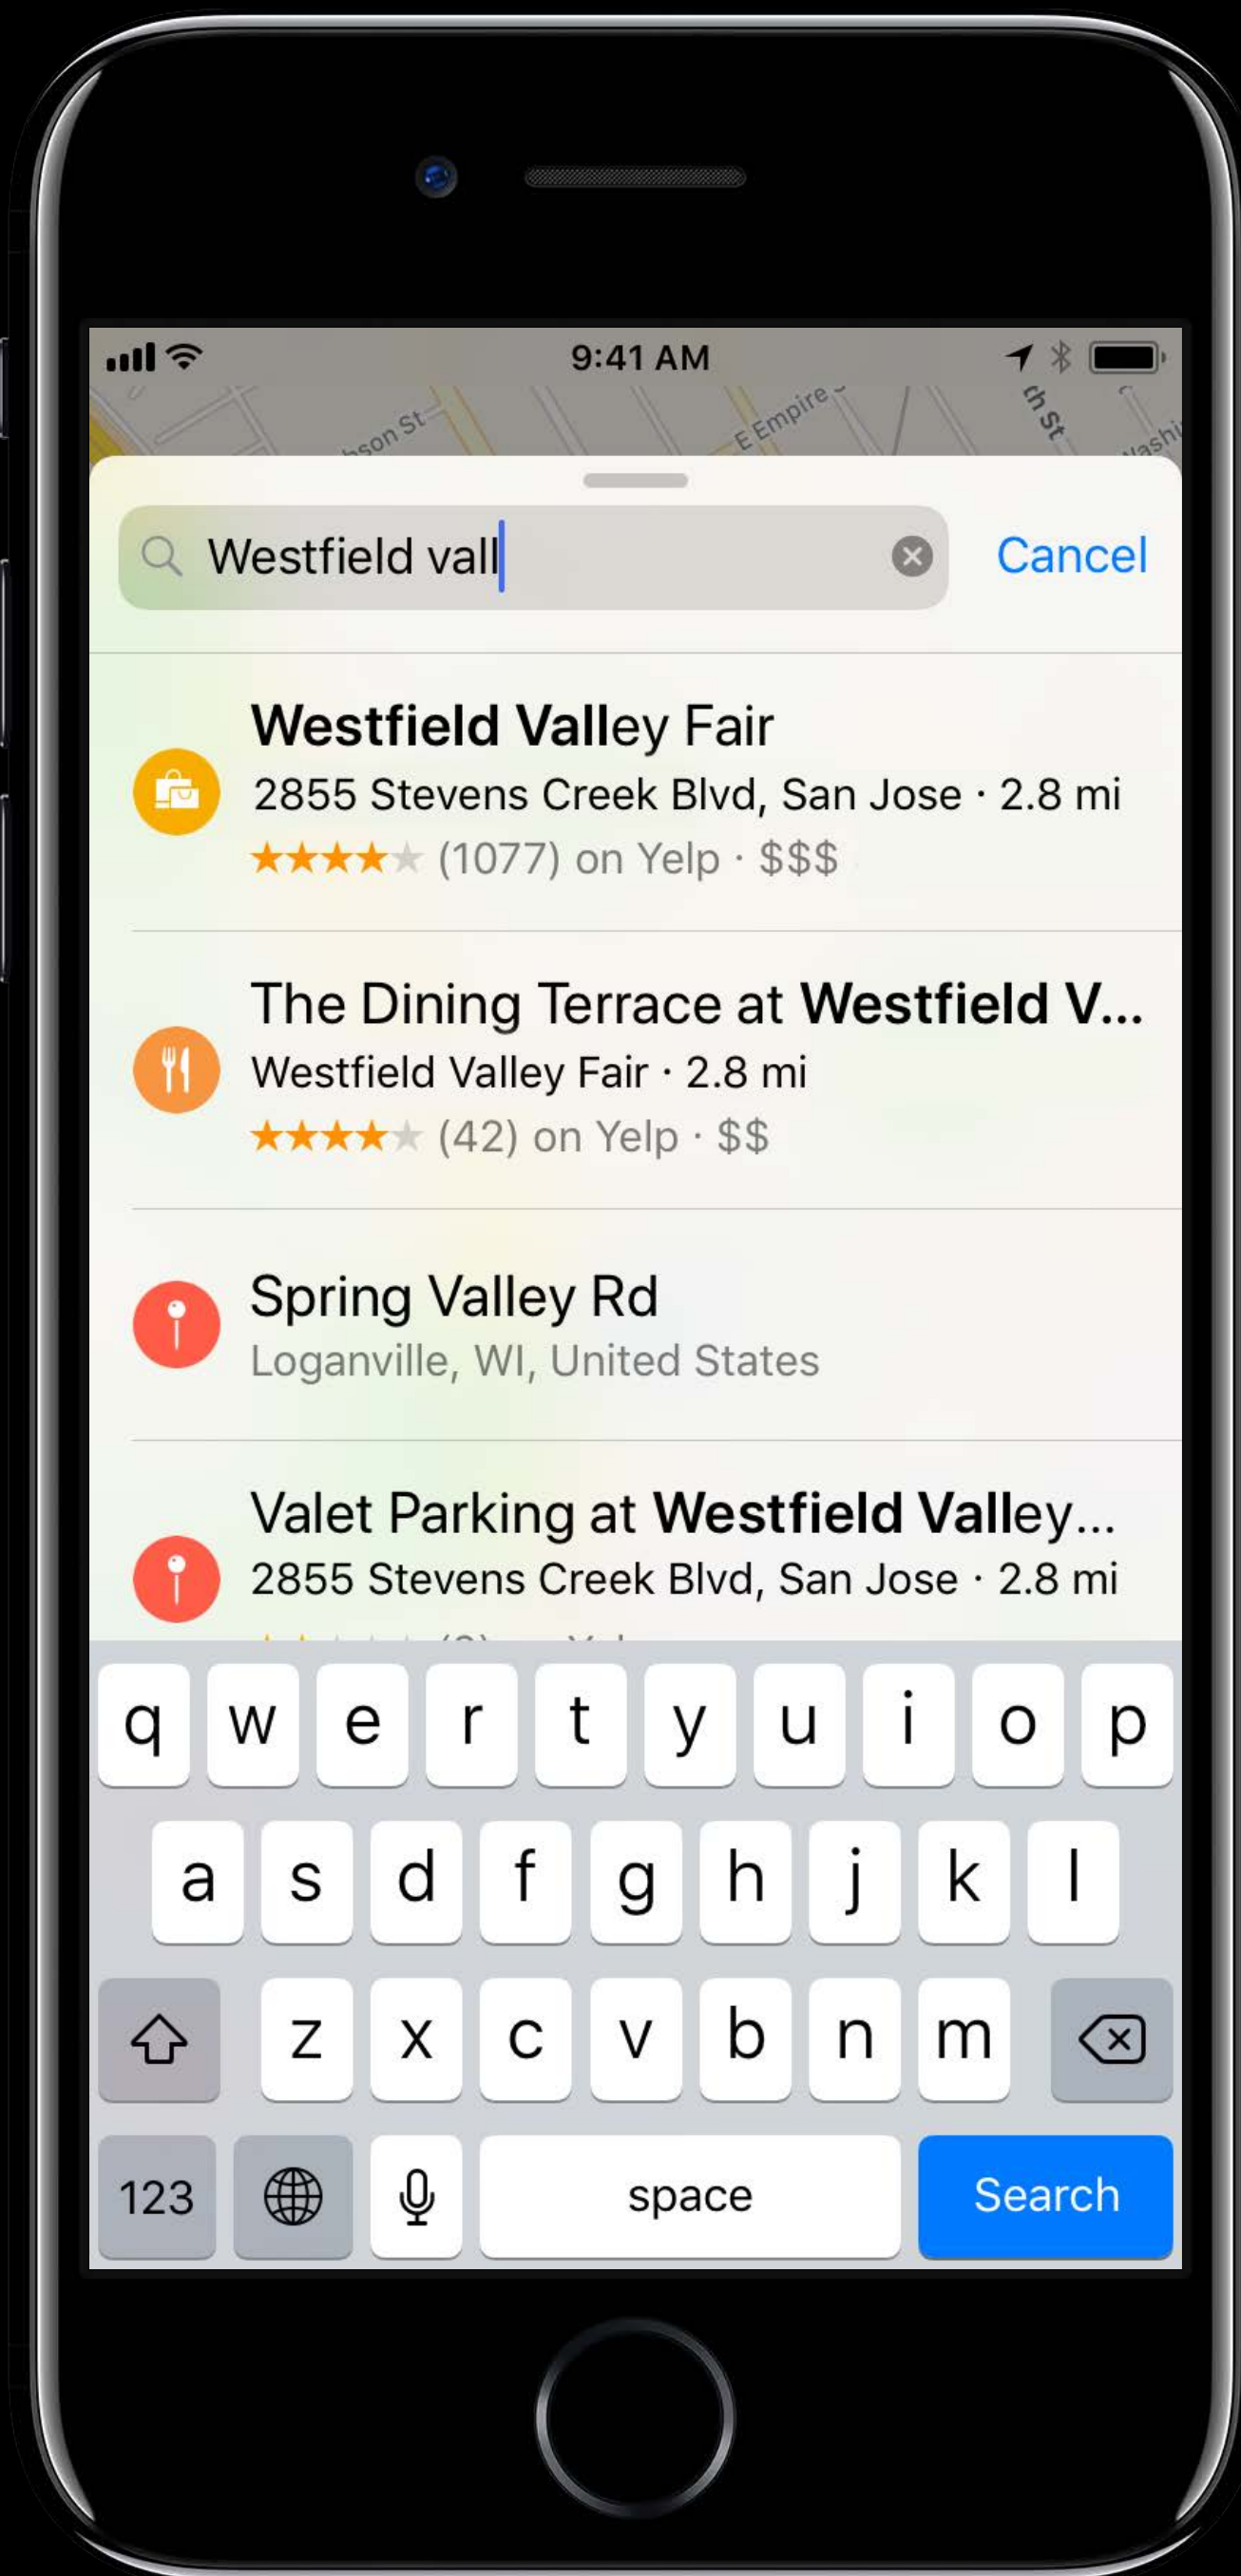 9:41 AM
E Empire S
th St
Westfield vall
Cancel
Westfield Valley Fair
2855 Stevens Creek Blvd, San Jose · 2.8 mi
★★★★★ (1077) on Yelp · $$$
The Dining Terrace at Westfield V...
Westfield Valley Fair · 2.8 mi
★★★★★ (42) on Yelp · $$
Spring Valley Rd
Loganville, WI, United States
Valet Parking at Westfield Valley...
2855 Stevens Creek Blvd, San Jose · 2.8 mi
q w e r t y u i o p
a s d f g h j k l
z x c v b n m
123 space Search